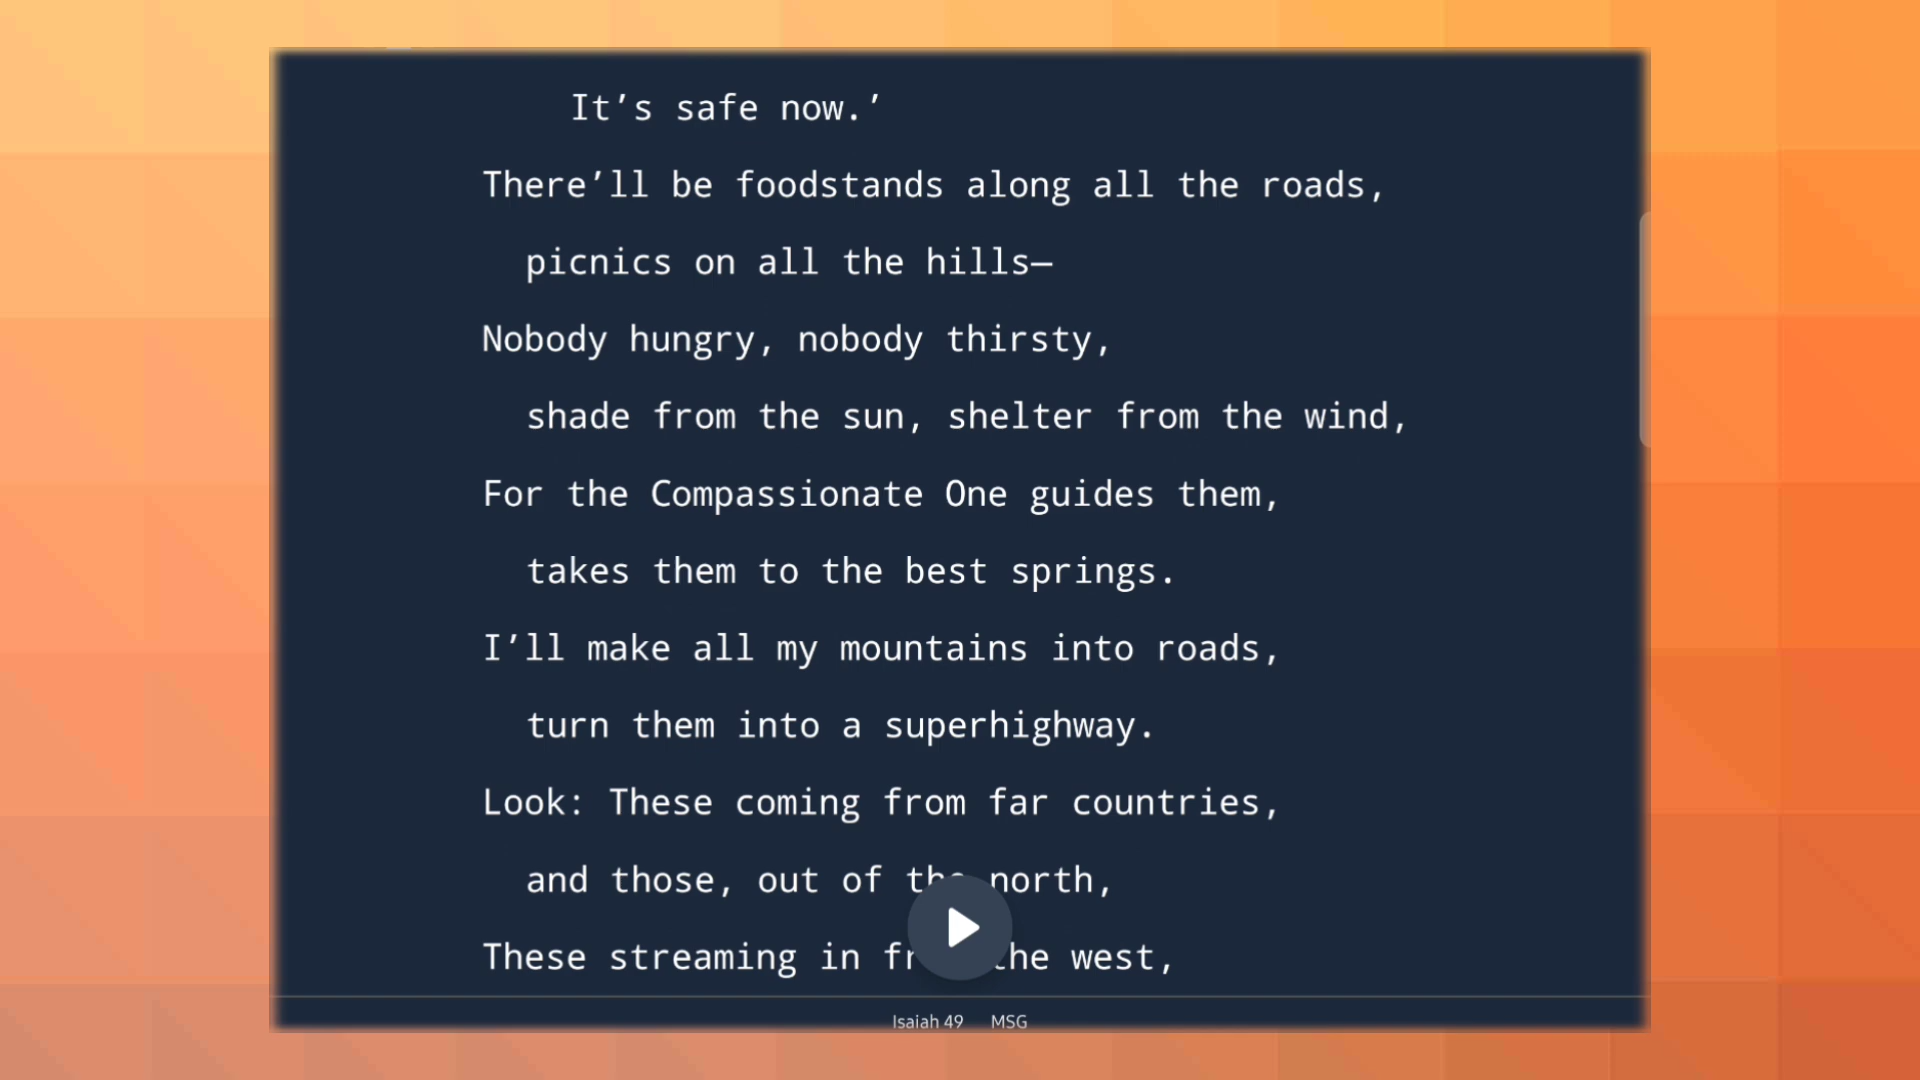 It’s safe now.’
There’ll be foodstands along all the roads,
picnics on all the hills—
Nobody hungry, nobody thirsty,
shade from the sun, shelter from the wind,
For the Compassionate One guides them,
takes them to the best springs.
I’ll make all my mountains into roads,
turn them into a superhighway.
Look: These coming from far countries,
and those, out of the north,
These streaming in from the west,
Isaiah 49 MSG